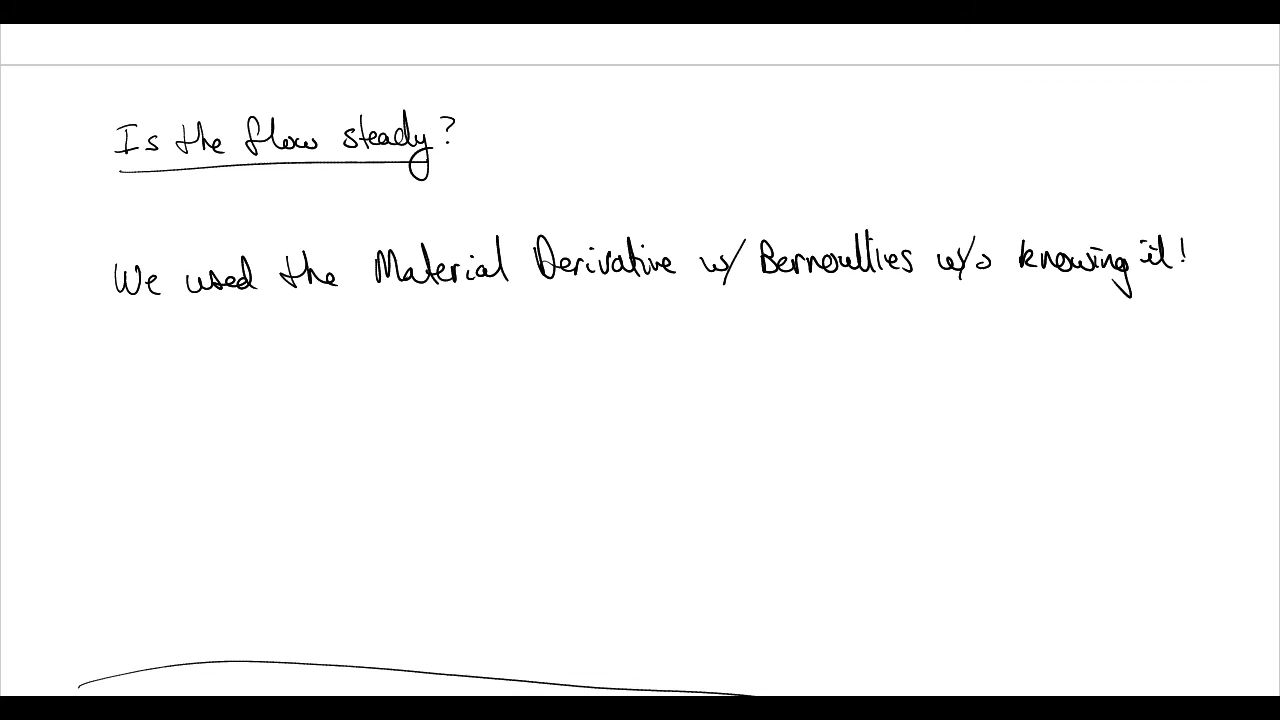 Is the flow steady?
We used the Material Derivative w/ Bernoullies w/o knowing it!